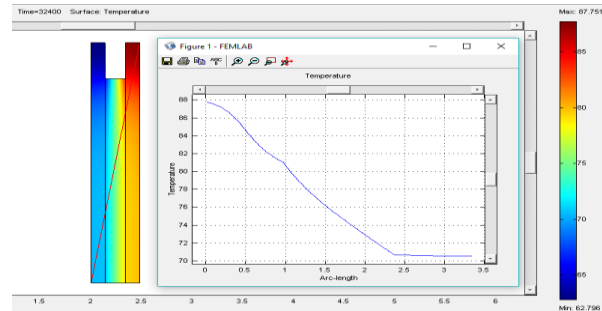 Time=32400 Surface: Temperature
Max: 87.751
Figure 1 - FEMLAB
Temperature
88
86
84
82
80
78
76
74
72
70
Temperature
0 0.5 1 1.5 2 2.5 3 3.5
Arc-length
85
80
75
70
65
1.5 2 2.5 3 3.5 4 4.5 5 5.5 6
Min: 62.796